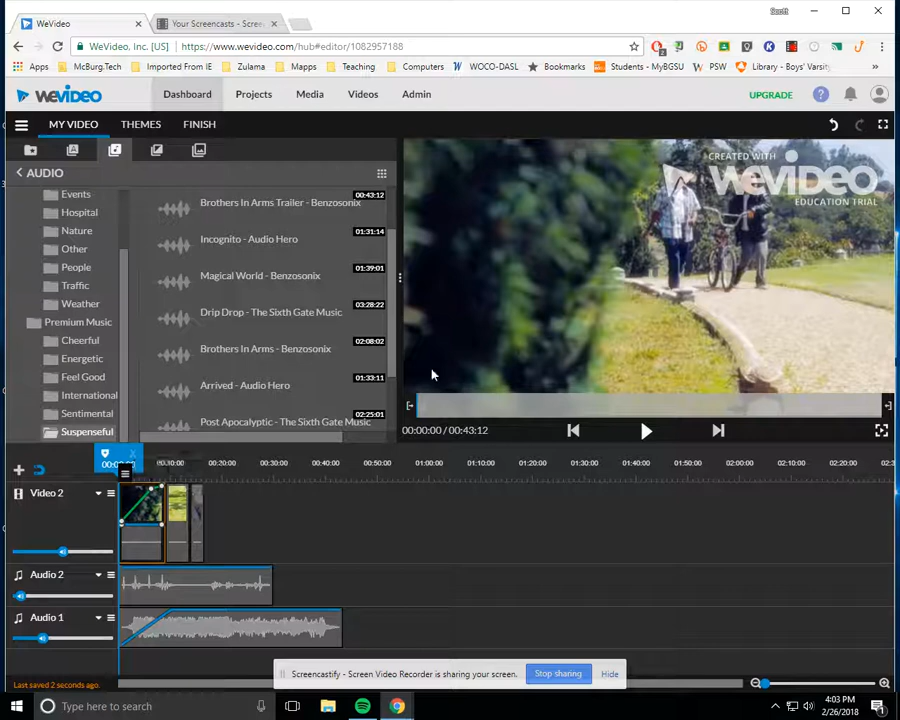 Scott
WeVideo
Your Screencasts - Scree
WeVideo, Inc. [US]
https://www.wevideo.com/hub#editor/1082957188
Apps
McBurg.Tech
Imported From IE
Zulama
Mapps
Teaching
Computers
WOCO-DASL
Bookmarks
Students - MyBGSU
PSW
Library - Boys' Varsity
WEVIDEO
Dashboard
Projects
Media
Videos
Admin
UPGRADE
MY VIDEO
THEMES
FINISH
AUDIO
Events
Hospital
Nature
Other
People
Traffic
Weather
Premium Music
Cheerful
Energetic
Feel Good
International
Sentimental
Suspenseful
00:43:12
Brothers In Arms Trailer - Benzosonix
01:31:14
Incognito - Audio Hero
01:39:01
Magical World - Benzosonix
03:28:22
Drip Drop - The Sixth Gate Music
02:08:02
Brothers In Arms - Benzosonix
01:33:11
Arrived - Audio Hero
02:25:01
Post Apocalyptic - The Sixth Gate Music
CREATED WITH
WEVIDEO
EDUCATION TRIAL
00:00:00 / 00:43:12
00:10:00
00:20:00
00:30:00
00:40:00
01:00:00
01:10:00
01:20:00
01:30:00
01:40:00
01:50:00
02:00:00
02:10:00
02:20:00
Video 2
Audio 2
Audio 1
Last saved 2 seconds ago.
Screencastify - Screen Video Recorder is sharing your screen.
Stop sharing
Hide
Type here to search
4:03 PM
2/26/2018